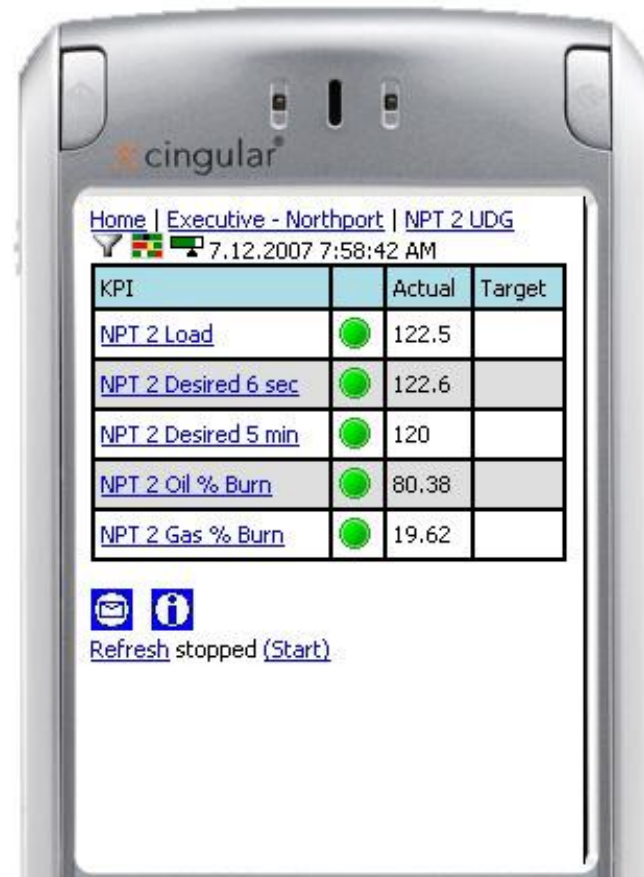 cingular®
Home | Executive - Northport | NPT 2 UDG
7.12.2007 7:58:42 AM
KPI Actual Target
NPT 2 Load 122.5
NPT 2 Desired 6 sec 122.6
NPT 2 Desired 5 min 120
NPT 2 Oil % Burn 80.38
NPT 2 Gas % Burn 19.62
Refresh stopped (Start)